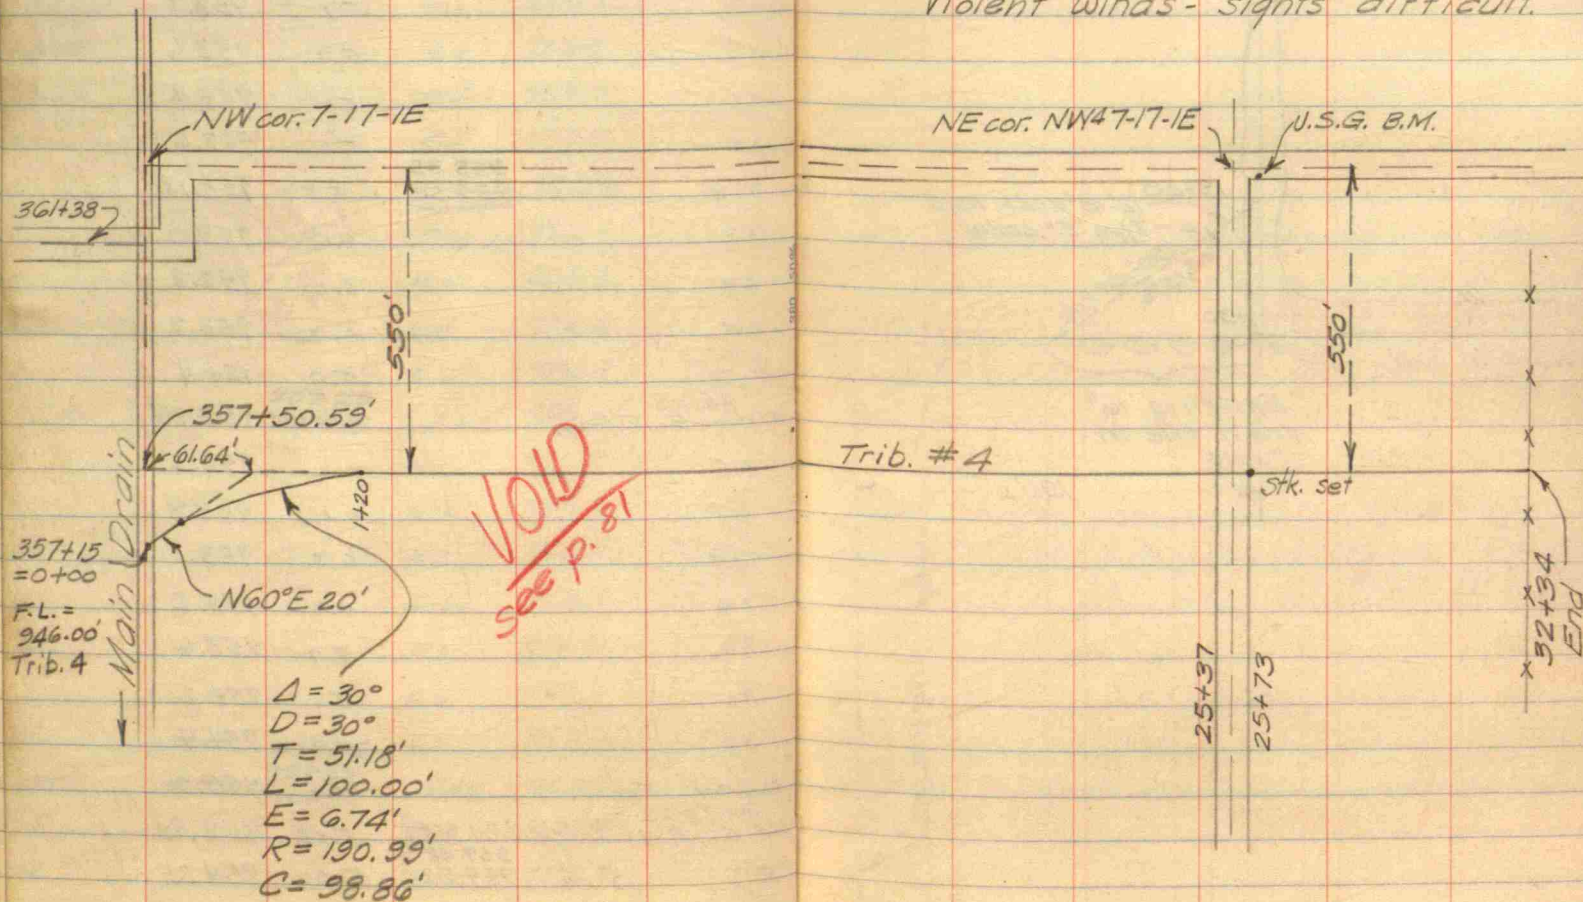 Violent winds - sights difficult.
NW cor. 7-17-1E
NE cor. NW4 7-17-1E
U.S.G. B.M.
361+38
550'
550'
357+50.59'
61.64'
1+20
Trib. #4
Stk. set
VOID
see p. 81
Main Drain
357+15
=0+00
F.L. =
946.00'
Trib. 4
N60°E 20'
25+37
25+73
32+34
End
Δ = 30°
D = 30°
T = 51.18'
L = 100.00'
E = 6.74'
R = 190.99'
C = 98.86'